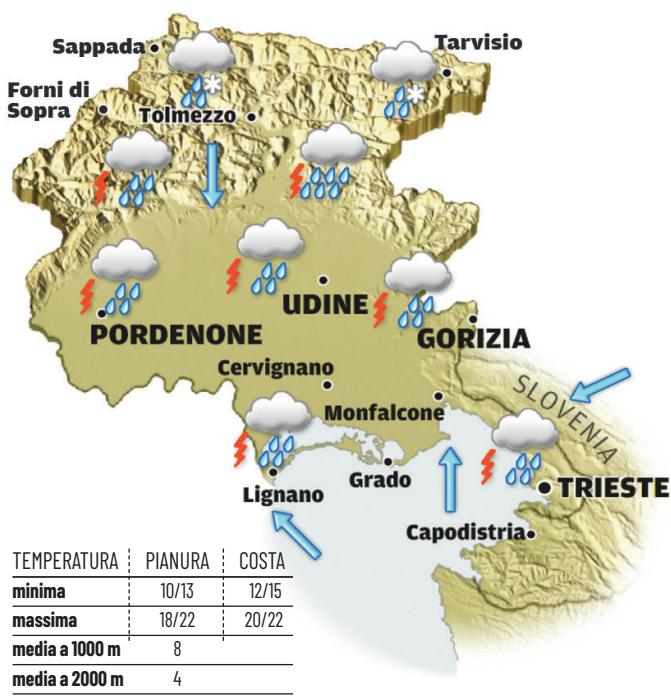 Sappada
Tarvisio
Forni di
Sopra
Tolmezzo
UDINE
PORDENONE
GORIZIA
Cervignano
SLOVENIA
Monfalcone
Grado
Lignano
TRIESTE
Capodistria
TEMPERATURA PIANURA COSTA
minima 10/13 12/15
massima 18/22 20/22
media a 1000 m 8
media a 2000 m 4